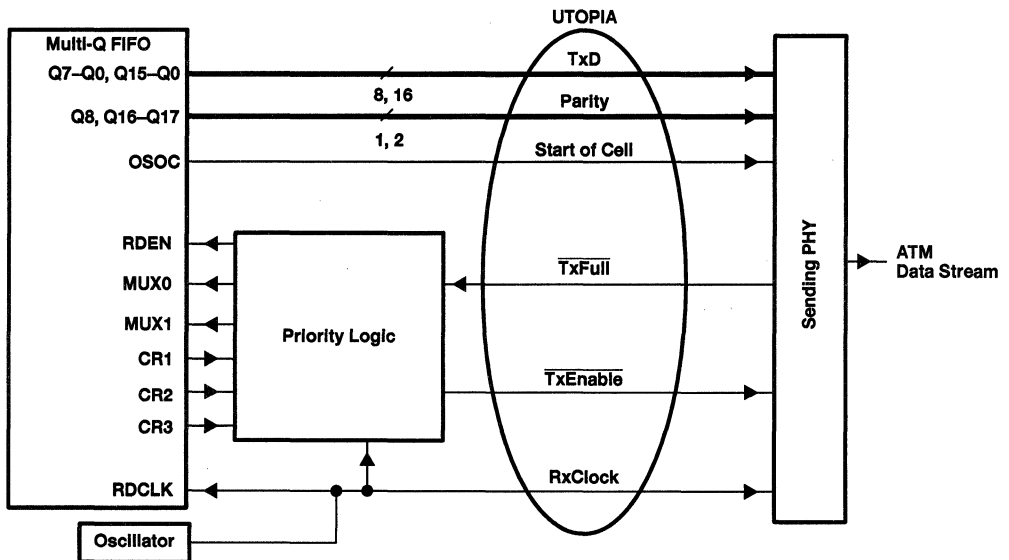 UTOPIA
Multi-Q FIFO
Q7–Q0, Q15–Q0
8, 16
TxD
Q8, Q16–Q17
1, 2
Parity
OSOC
Start of Cell
RDEN
MUX0
MUX1
CR1
CR2
CR3
RDCLK
Priority Logic
TxFull
TxEnable
RxClock
Sending PHY
ATM
Data Stream
Oscillator